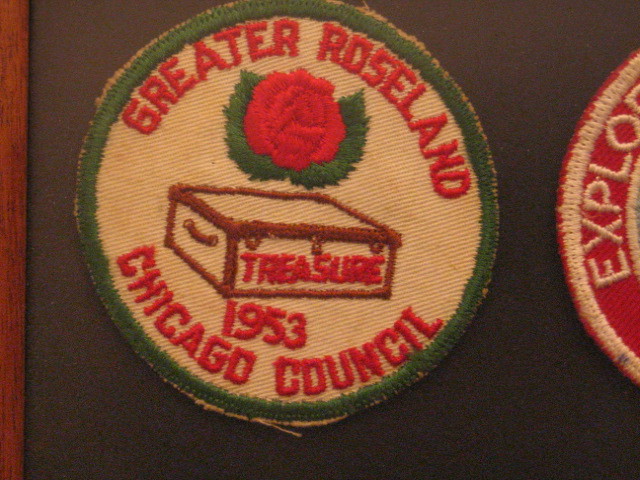 GREATER ROSELAND
TREASURE
1953
CHICAGO COUNCIL
EXPLO